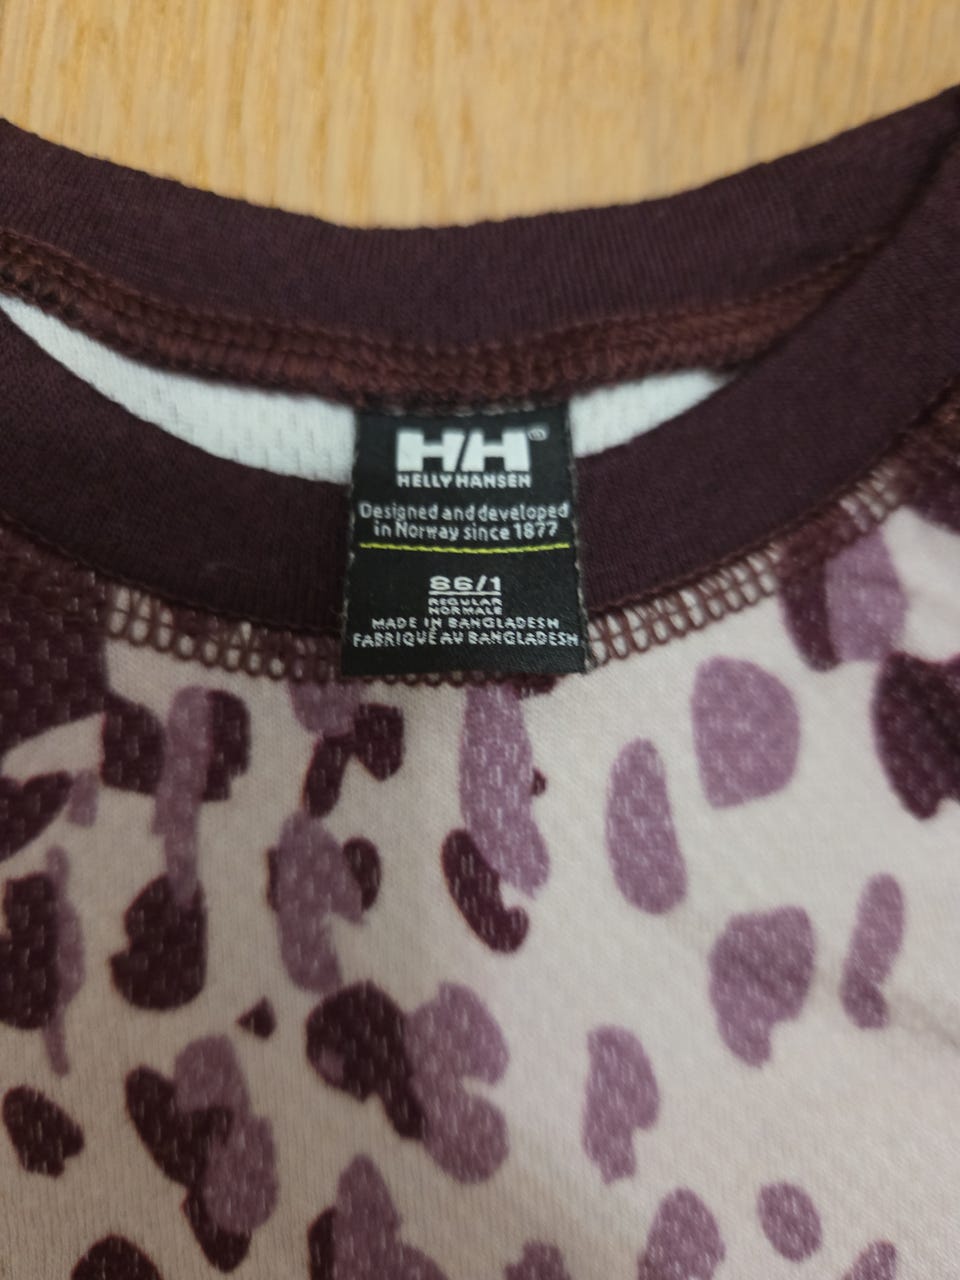 H/H®
HELLY HANSEN
Designed and developed
in Norway since 1877
86/1
REGULAR
NORMALE
MADE IN BANGLADESH
FABRIQUÉ AU BANGLADESH